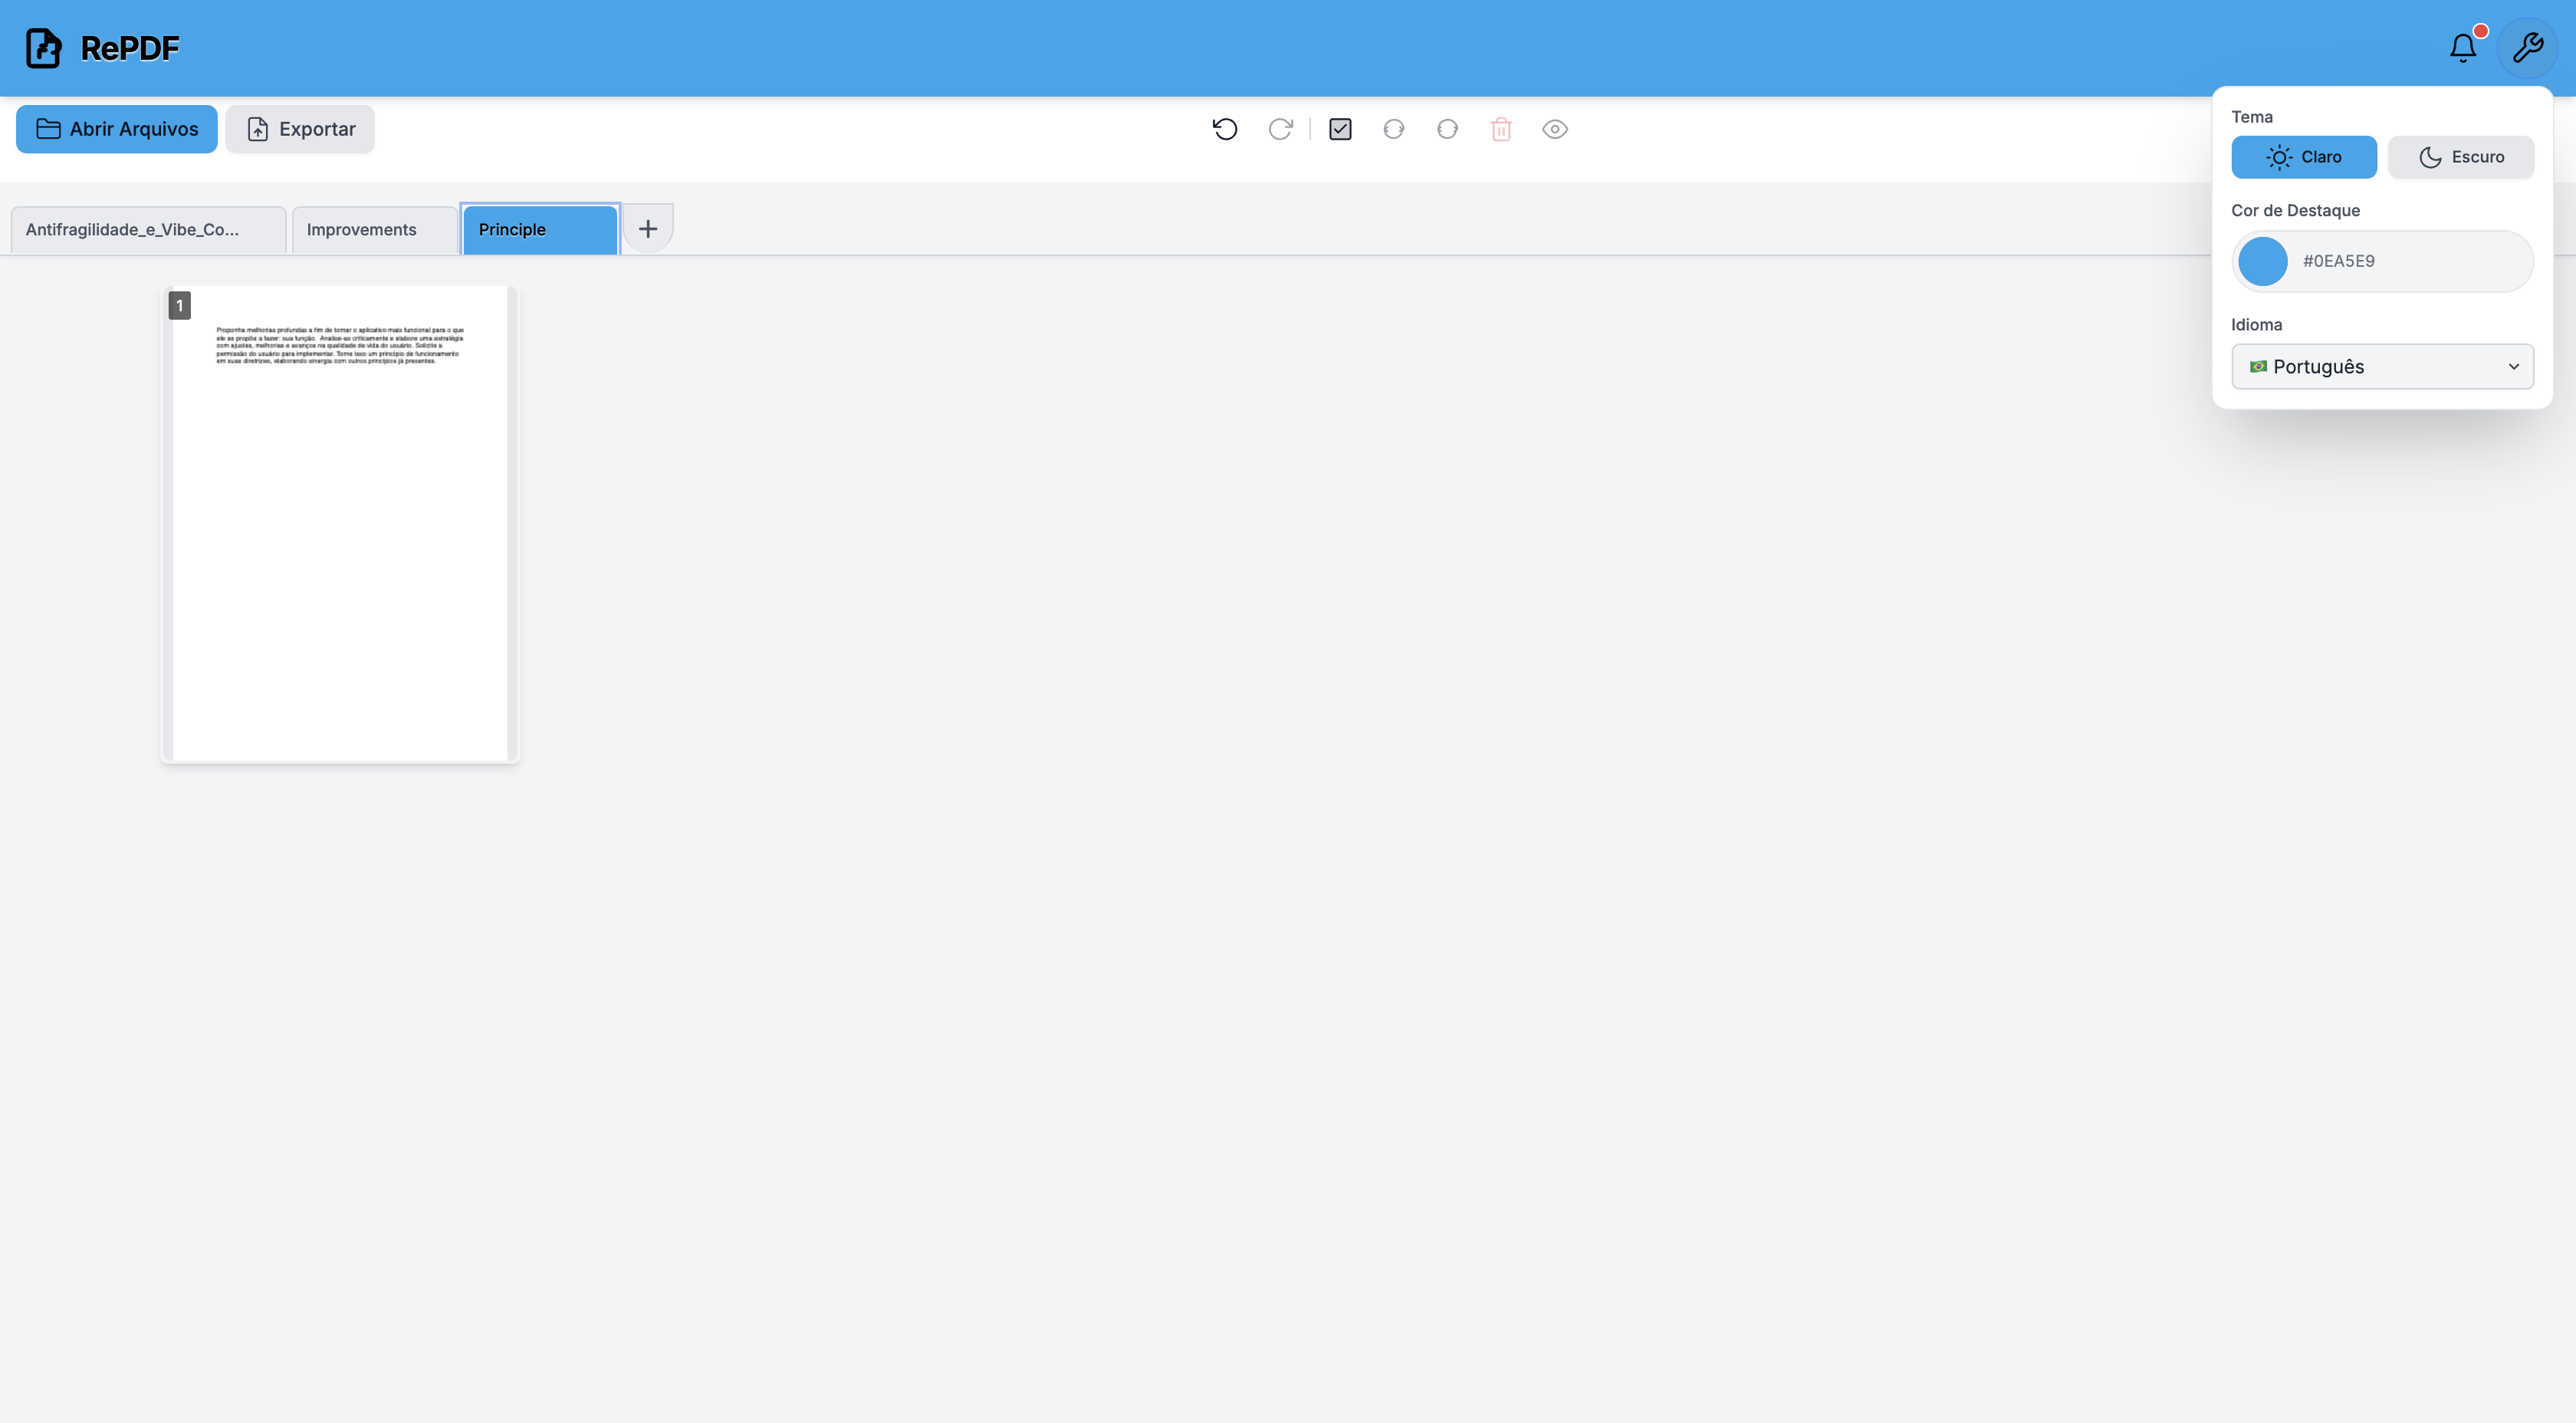 RePDF
Abrir Arquivos
Exportar
Tema
Claro
Escuro
Cor de Destaque
#0EA5E9
Idioma
Português
Antifragilidade_e_Vibe_Co...
Improvements
Principle
1
Proponha melhorias profundas a fim de tornar o aplicativo mais funcional para o que
ele se propõe a fazer: sua função. Analise-as criticamente e elabore uma estratégia
com ajustes, melhorias e avanços na qualidade de vida do usuário. Solicite a
permissão do usuário para implementar. Torne isso um princípio de funcionamento
em suas diretrizes, elaborando sinergia com outros princípios já presentes.